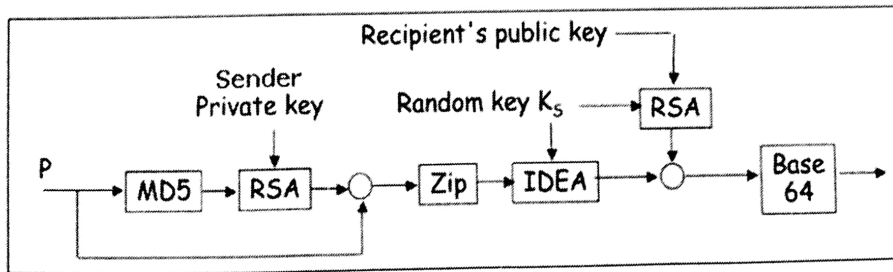 Recipient's public key
Sender
Private key
Random key K_S
RSA
P
MD5
RSA
Zip
IDEA
Base
64